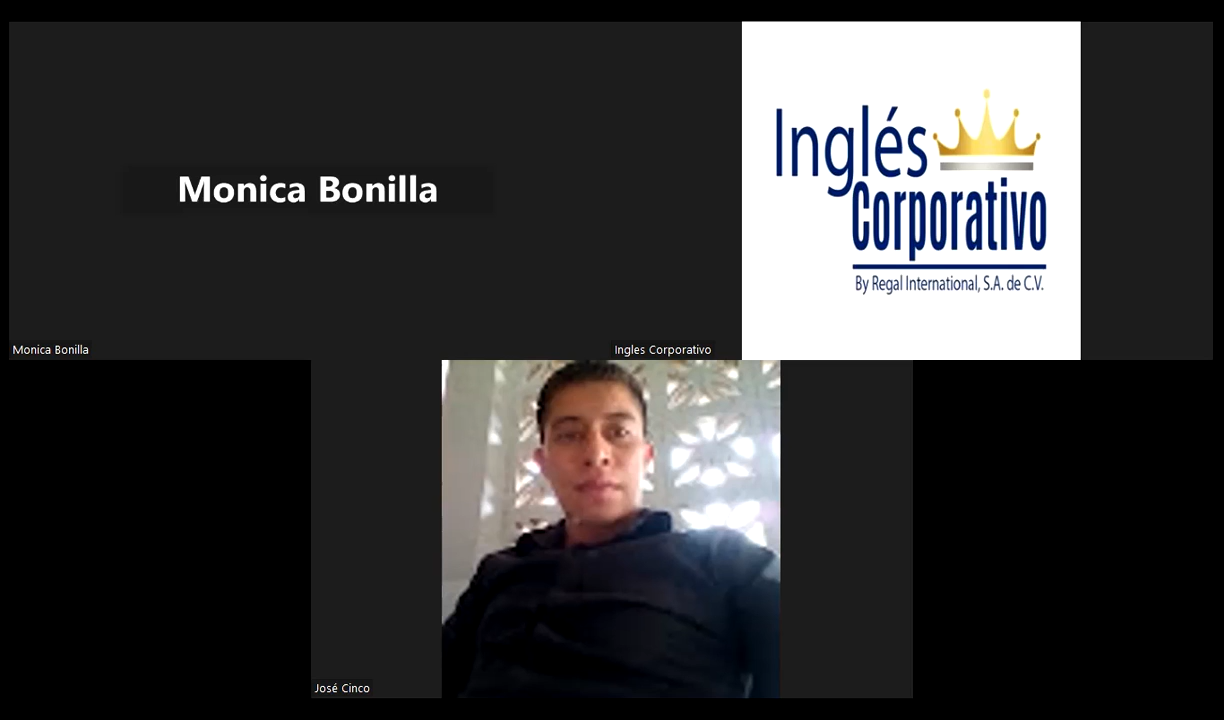 Monica Bonilla
Monica Bonilla
Inglés
Corporativo
By Regal International, S.A. de C.V.
Ingles Corporativo
José Cinco